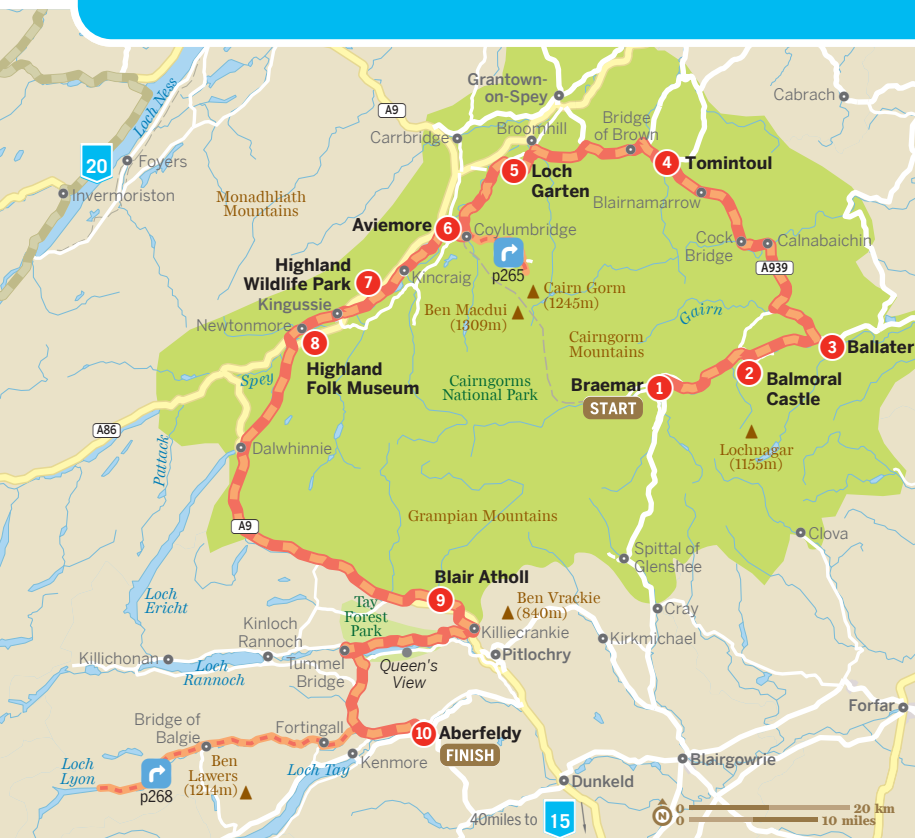 Grantown-
on-Spey
Cabrach
A9
Loch Ness
Carrbridge
Broomhill
Bridge
of Brown
20
Foyers
5
Loch
Garten
4
Tomintoul
Invermoriston
Monadhliath
Mountains
Blairnamarrow
Aviemore
6
Coylumbridge
Cock
Bridge
Calnabaichin
A939
Highland
Wildlife Park
7
Kincraig
p265
Cairn Gorm
(1245m)
Ben Macdui
(1309m)
Kingussie
Newtonmore
Gairn
8
Highland
Folk Museum
Cairngorm
Mountains
3
Ballater
Spey
Cairngorms
National Park
Braemar
1
START
2
Balmoral
Castle
A86
Pattack
Dalwhinnie
Lochnagar
(1155m)
A9
Grampian Mountains
Clova
Spittal of
Glenshee
Blair Atholl
9
Loch
Ericht
Tay
Forest
Park
Ben Vrackie
(840m)
Cray
Kinloch
Rannoch
Killiecrankie
Kirkmichael
Killichonan
Loch
Rannoch
Tummel
Bridge
Queen's
View
Pitlochry
Bridge of
Balgie
Fortingall
10
Aberfeldy
FINISH
Forfar
Loch
Lyon
p268
Ben
Lawers
(1214m)
Loch Tay
Kenmore
Blairgowrie
Dunkeld
40miles to
15
N
0
20 km
0
10 miles